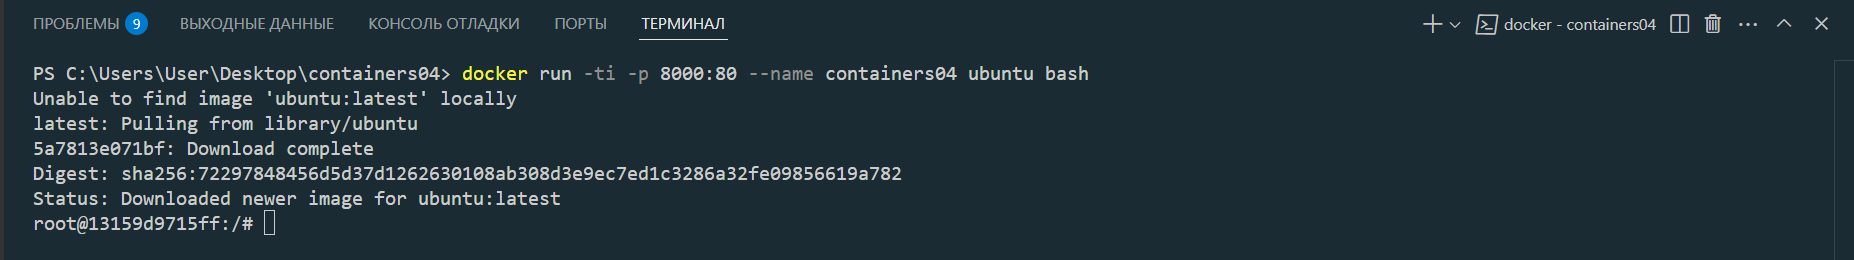 ПРОБЛЕМЫ 9 ВЫХОДНЫЕ ДАННЫЕ КОНСОЛЬ ОТЛАДКИ ПОРТЫ ТЕРМИНАЛ docker - containers04
PS C:\Users\User\Desktop\containers04> docker run -ti -p 8000:80 --name containers04 ubuntu bash
Unable to find image 'ubuntu:latest' locally
latest: Pulling from library/ubuntu
5a7813e071bf: Download complete
Digest: sha256:72297848456d5d37d1262630108ab308d3e9ec7ed1c3286a32fe09856619a782
Status: Downloaded newer image for ubuntu:latest
root@13159d9715ff:/#